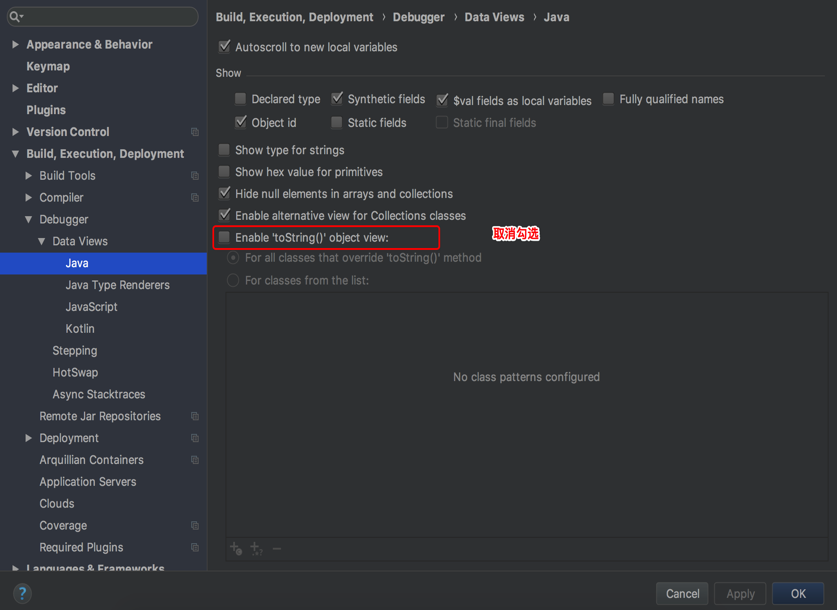 Appearance & Behavior
Keymap
Editor
Plugins
Version Control
Build, Execution, Deployment
Build Tools
Compiler
Debugger
Data Views
Java
Java Type Renderers
JavaScript
Kotlin
Stepping
HotSwap
Async Stacktraces
Remote Jar Repositories
Deployment
Arquillian Containers
Application Servers
Clouds
Coverage
Required Plugins
Languages & Frameworks
Build, Execution, Deployment › Debugger › Data Views › Java
Autoscroll to new local variables
Show
Declared type Synthetic fields $val fields as local variables Fully qualified names
Object id Static fields Static final fields
Show type for strings
Show hex value for primitives
Hide null elements in arrays and collections
Enable alternative view for Collections classes
Enable 'toString()' object view: 取消勾选
For all classes that override 'toString()' method
For classes from the list:
No class patterns configured
? Cancel Apply OK